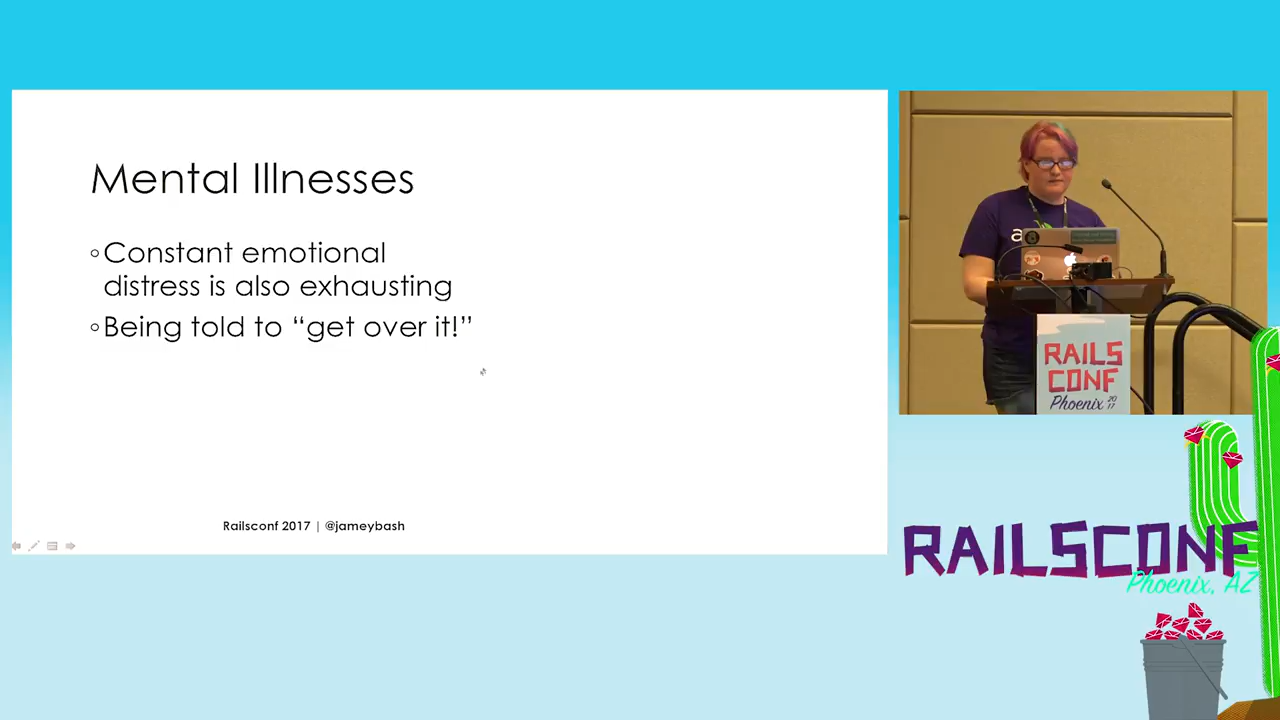 Mental Illnesses
Constant emotional
distress is also exhausting
Being told to “get over it!”
Railsconf 2017 | @jameybash
RAILS
CONF
Phoenix 2017
RAILSCONF
Phoenix, AZ